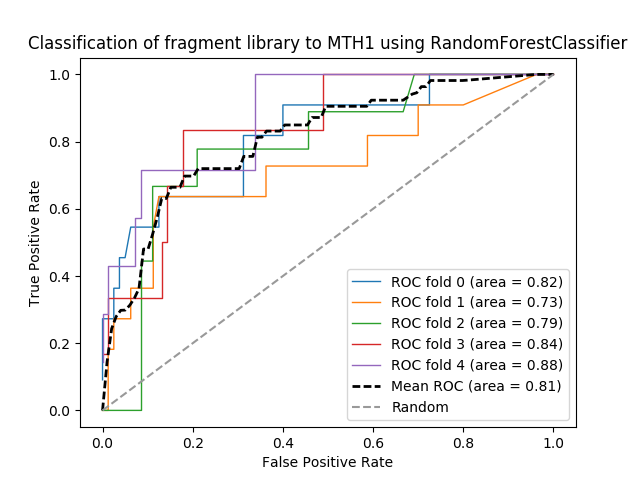 Classification of fragment library to MTH1 using RandomForestClassifier
True Positive Rate
1.0
0.8
0.6
0.4
0.2
0.0
ROC fold 0 (area = 0.82)
ROC fold 1 (area = 0.73)
ROC fold 2 (area = 0.79)
ROC fold 3 (area = 0.84)
ROC fold 4 (area = 0.88)
Mean ROC (area = 0.81)
Random
0.0 0.2 0.4 0.6 0.8 1.0
False Positive Rate